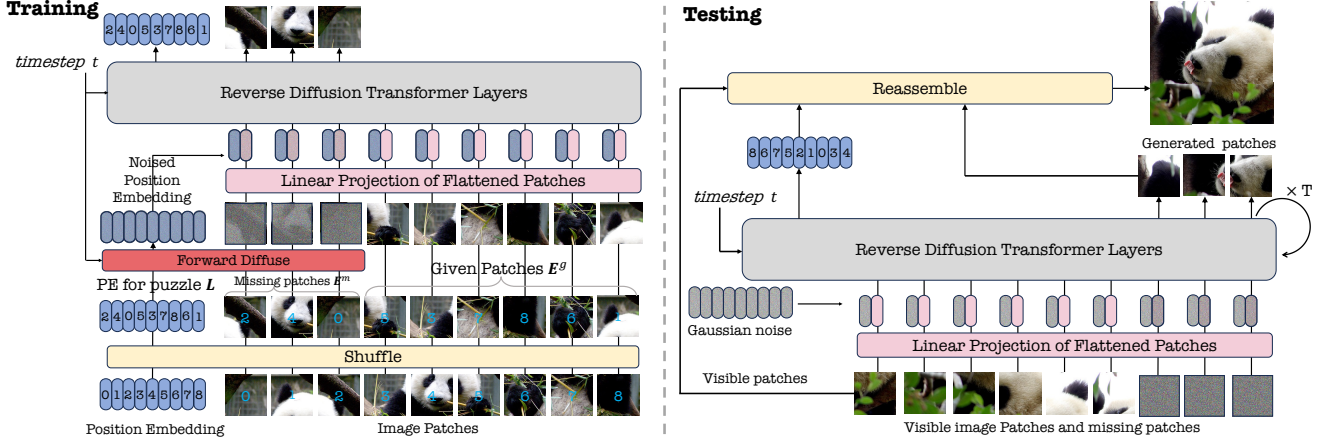 Training
2 4 0 5 3 7 8 6 1
timestep t
Reverse Diffusion Transformer Layers
Noised
Position
Embedding
Linear Projection of Flattened Patches
Forward Diffuse
Given Patches E^g
PE for puzzle L
Missing patches E^m
2 4 0 5 3 7 8 6 1
2 4 0 5 3 7 8 6 1
Shuffle
0 1 2 3 4 5 6 7 8
0 1 2 3 4 5 6 7 8
Position Embedding
Image Patches
Testing
Reassemble
Generated patches
8 6 7 5 2 1 0 3 4
timestep t
× T
Reverse Diffusion Transformer Layers
Gaussian noise
Linear Projection of Flattened Patches
Visible patches
Visible image Patches and missing patches